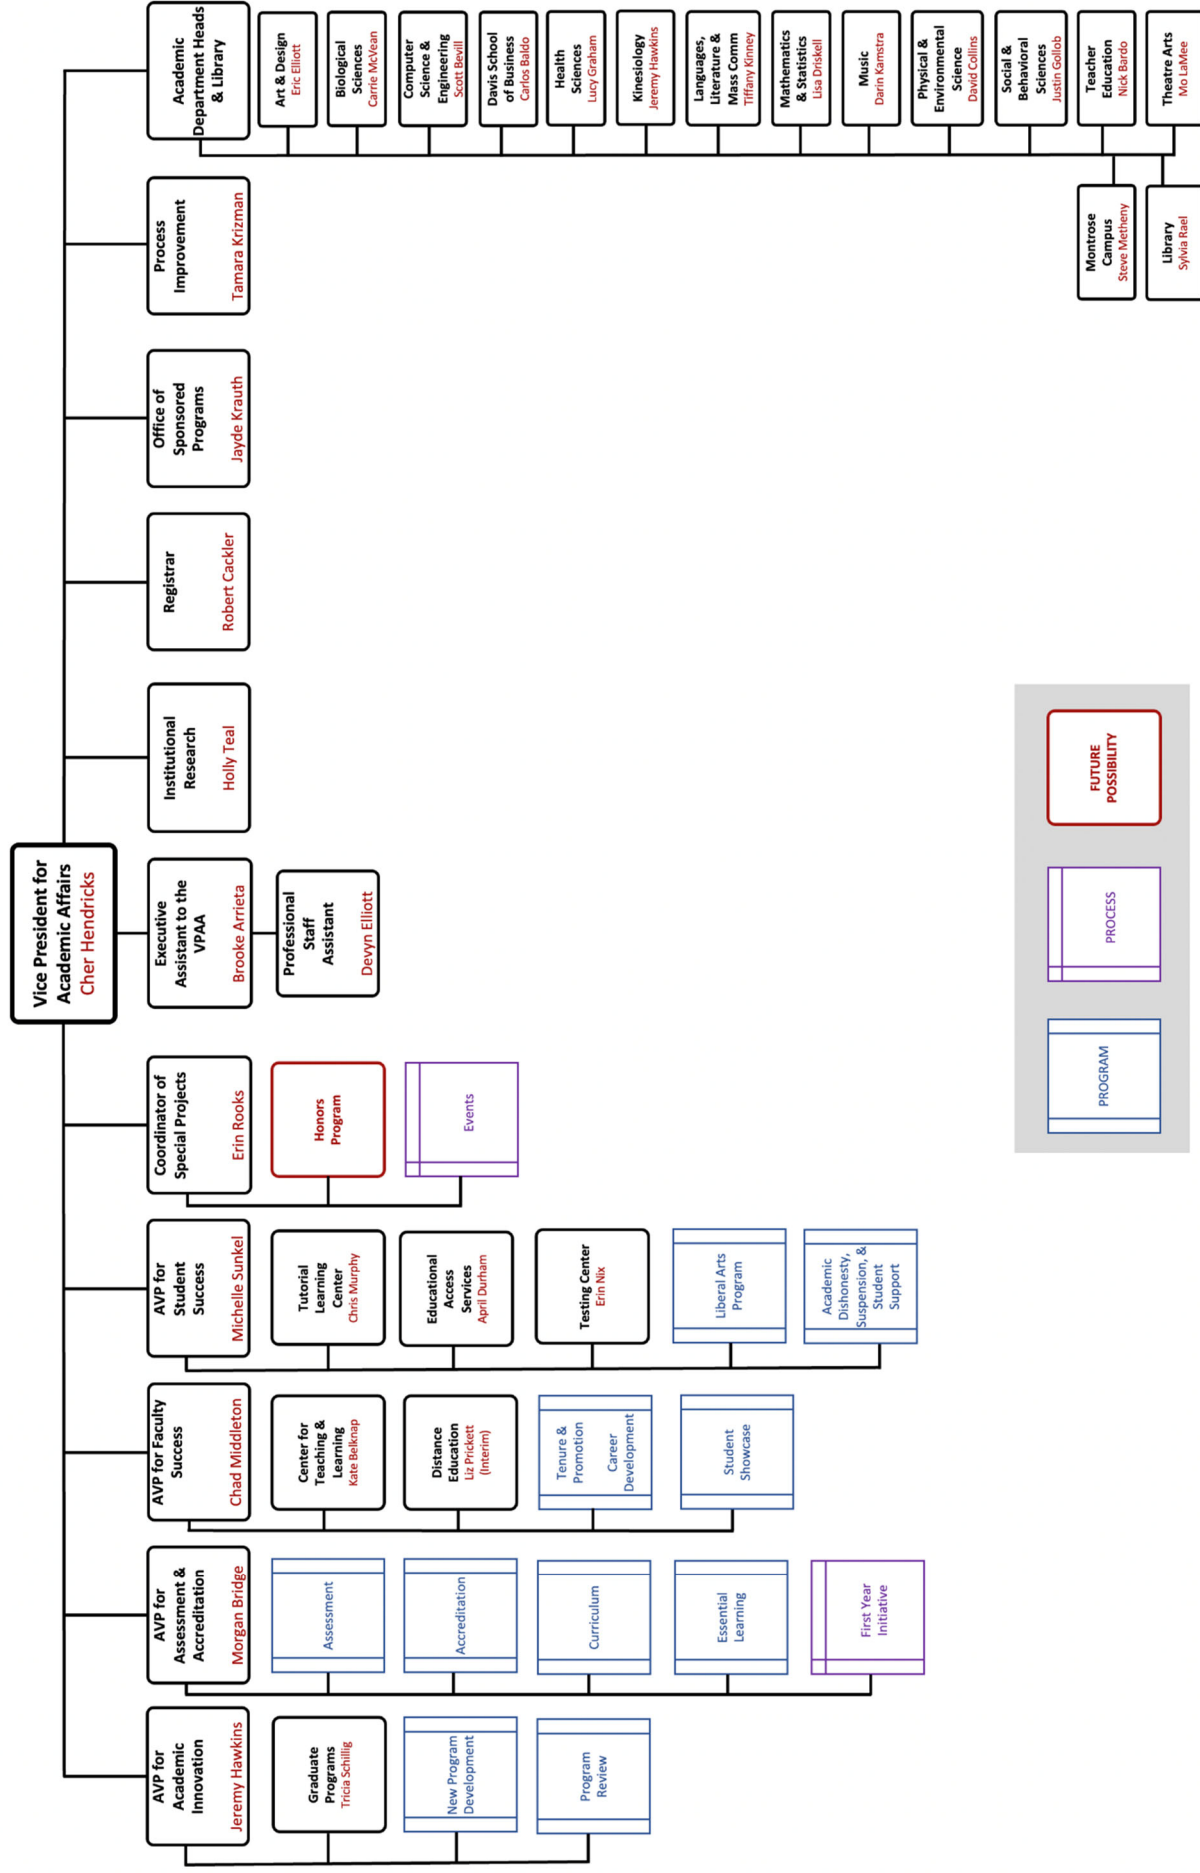 Vice President for
Academic Affairs
Cher Hendricks
AVP for
Academic
Innovation
Jeremy Hawkins
Graduate
Programs
Tricia Schillig
New Program
Development
Program
Review
AVP for
Assessment &
Accreditation
Morgan Bridge
Assessment
Accreditation
Curriculum
Essential
Learning
First Year
Initiative
AVP for Faculty
Success
Chad Middleton
Center for
Teaching &
Learning
Kate Belknap
Distance
Education
Liz Prickett
(Interim)
Tenure &
Promotion
Career
Development
Student
Showcase
AVP for
Student
Success
Michelle Sunkel
Tutorial
Learning
Center
Chris Murphy
Educational
Access
Services
April Durham
Testing Center
Erin Nix
Liberal Arts
Program
Academic
Dishonesty,
Suspension, &
Student
Support
Coordinator of
Special Projects
Erin Rooks
Honors
Program
Events
Executive
Assistant to the
VPAA
Brooke Arrieta
Professional
Staff
Assistant
Devyn Elliott
Institutional
Research
Holly Teal
Registrar
Robert Cackler
Office of
Sponsored
Programs
Jayde Krauth
Process
Improvement
Tamara Krizman
Academic
Department Heads
& Library
Art & Design
Eric Elliott
Biological
Sciences
Carrie McVean
Computer
Science &
Engineering
Scott Bevill
Davis School
of Business
Carlos Baldo
Health
Sciences
Lucy Graham
Kinesiology
Jeremy Hawkins
Languages,
Literature &
Mass Comm
Tiffany Kinney
Mathematics
& Statistics
Lisa Driskell
Music
Darin Kamstra
Physical &
Environmental
Science
David Collins
Social &
Behavioral
Sciences
Justin Gollob
Teacher
Education
Nick Bardo
Theatre Arts
Mo LaMee
Montrose
Campus
Steve Metheny
Library
Sylvia Rael
PROGRAM
PROCESS
FUTURE
POSSIBILITY